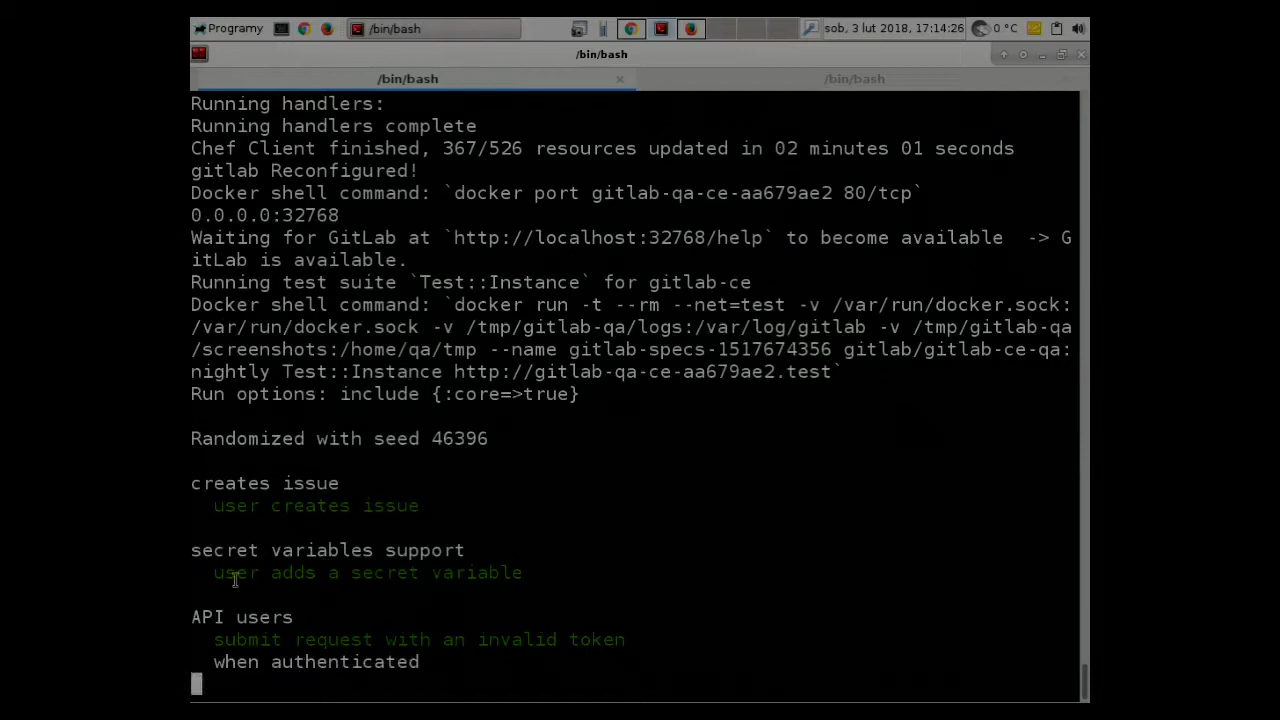 Programy
/bin/bash
sob, 3 lut 2018, 17:14:26
0 °C
/bin/bash
/bin/bash
/bin/bash
Running handlers:
Running handlers complete
Chef Client finished, 367/526 resources updated in 02 minutes 01 seconds
gitlab Reconfigured!
Docker shell command: `docker port gitlab-qa-ce-aa679ae2 80/tcp`
0.0.0.0:32768
Waiting for GitLab at `http://localhost:32768/help` to become available  -> G
itLab is available.
Running test suite `Test::Instance` for gitlab-ce
Docker shell command: `docker run -t --rm --net=test -v /var/run/docker.sock:
/var/run/docker.sock -v /tmp/gitlab-qa/logs:/var/log/gitlab -v /tmp/gitlab-qa
/screenshots:/home/qa/tmp --name gitlab-specs-1517674356 gitlab/gitlab-ce-qa:
nightly Test::Instance http://gitlab-qa-ce-aa679ae2.test`
Run options: include {:core=>true}
Randomized with seed 46396
creates issue
user creates issue
secret variables support
user adds a secret variable
API users
submit request with an invalid token
when authenticated